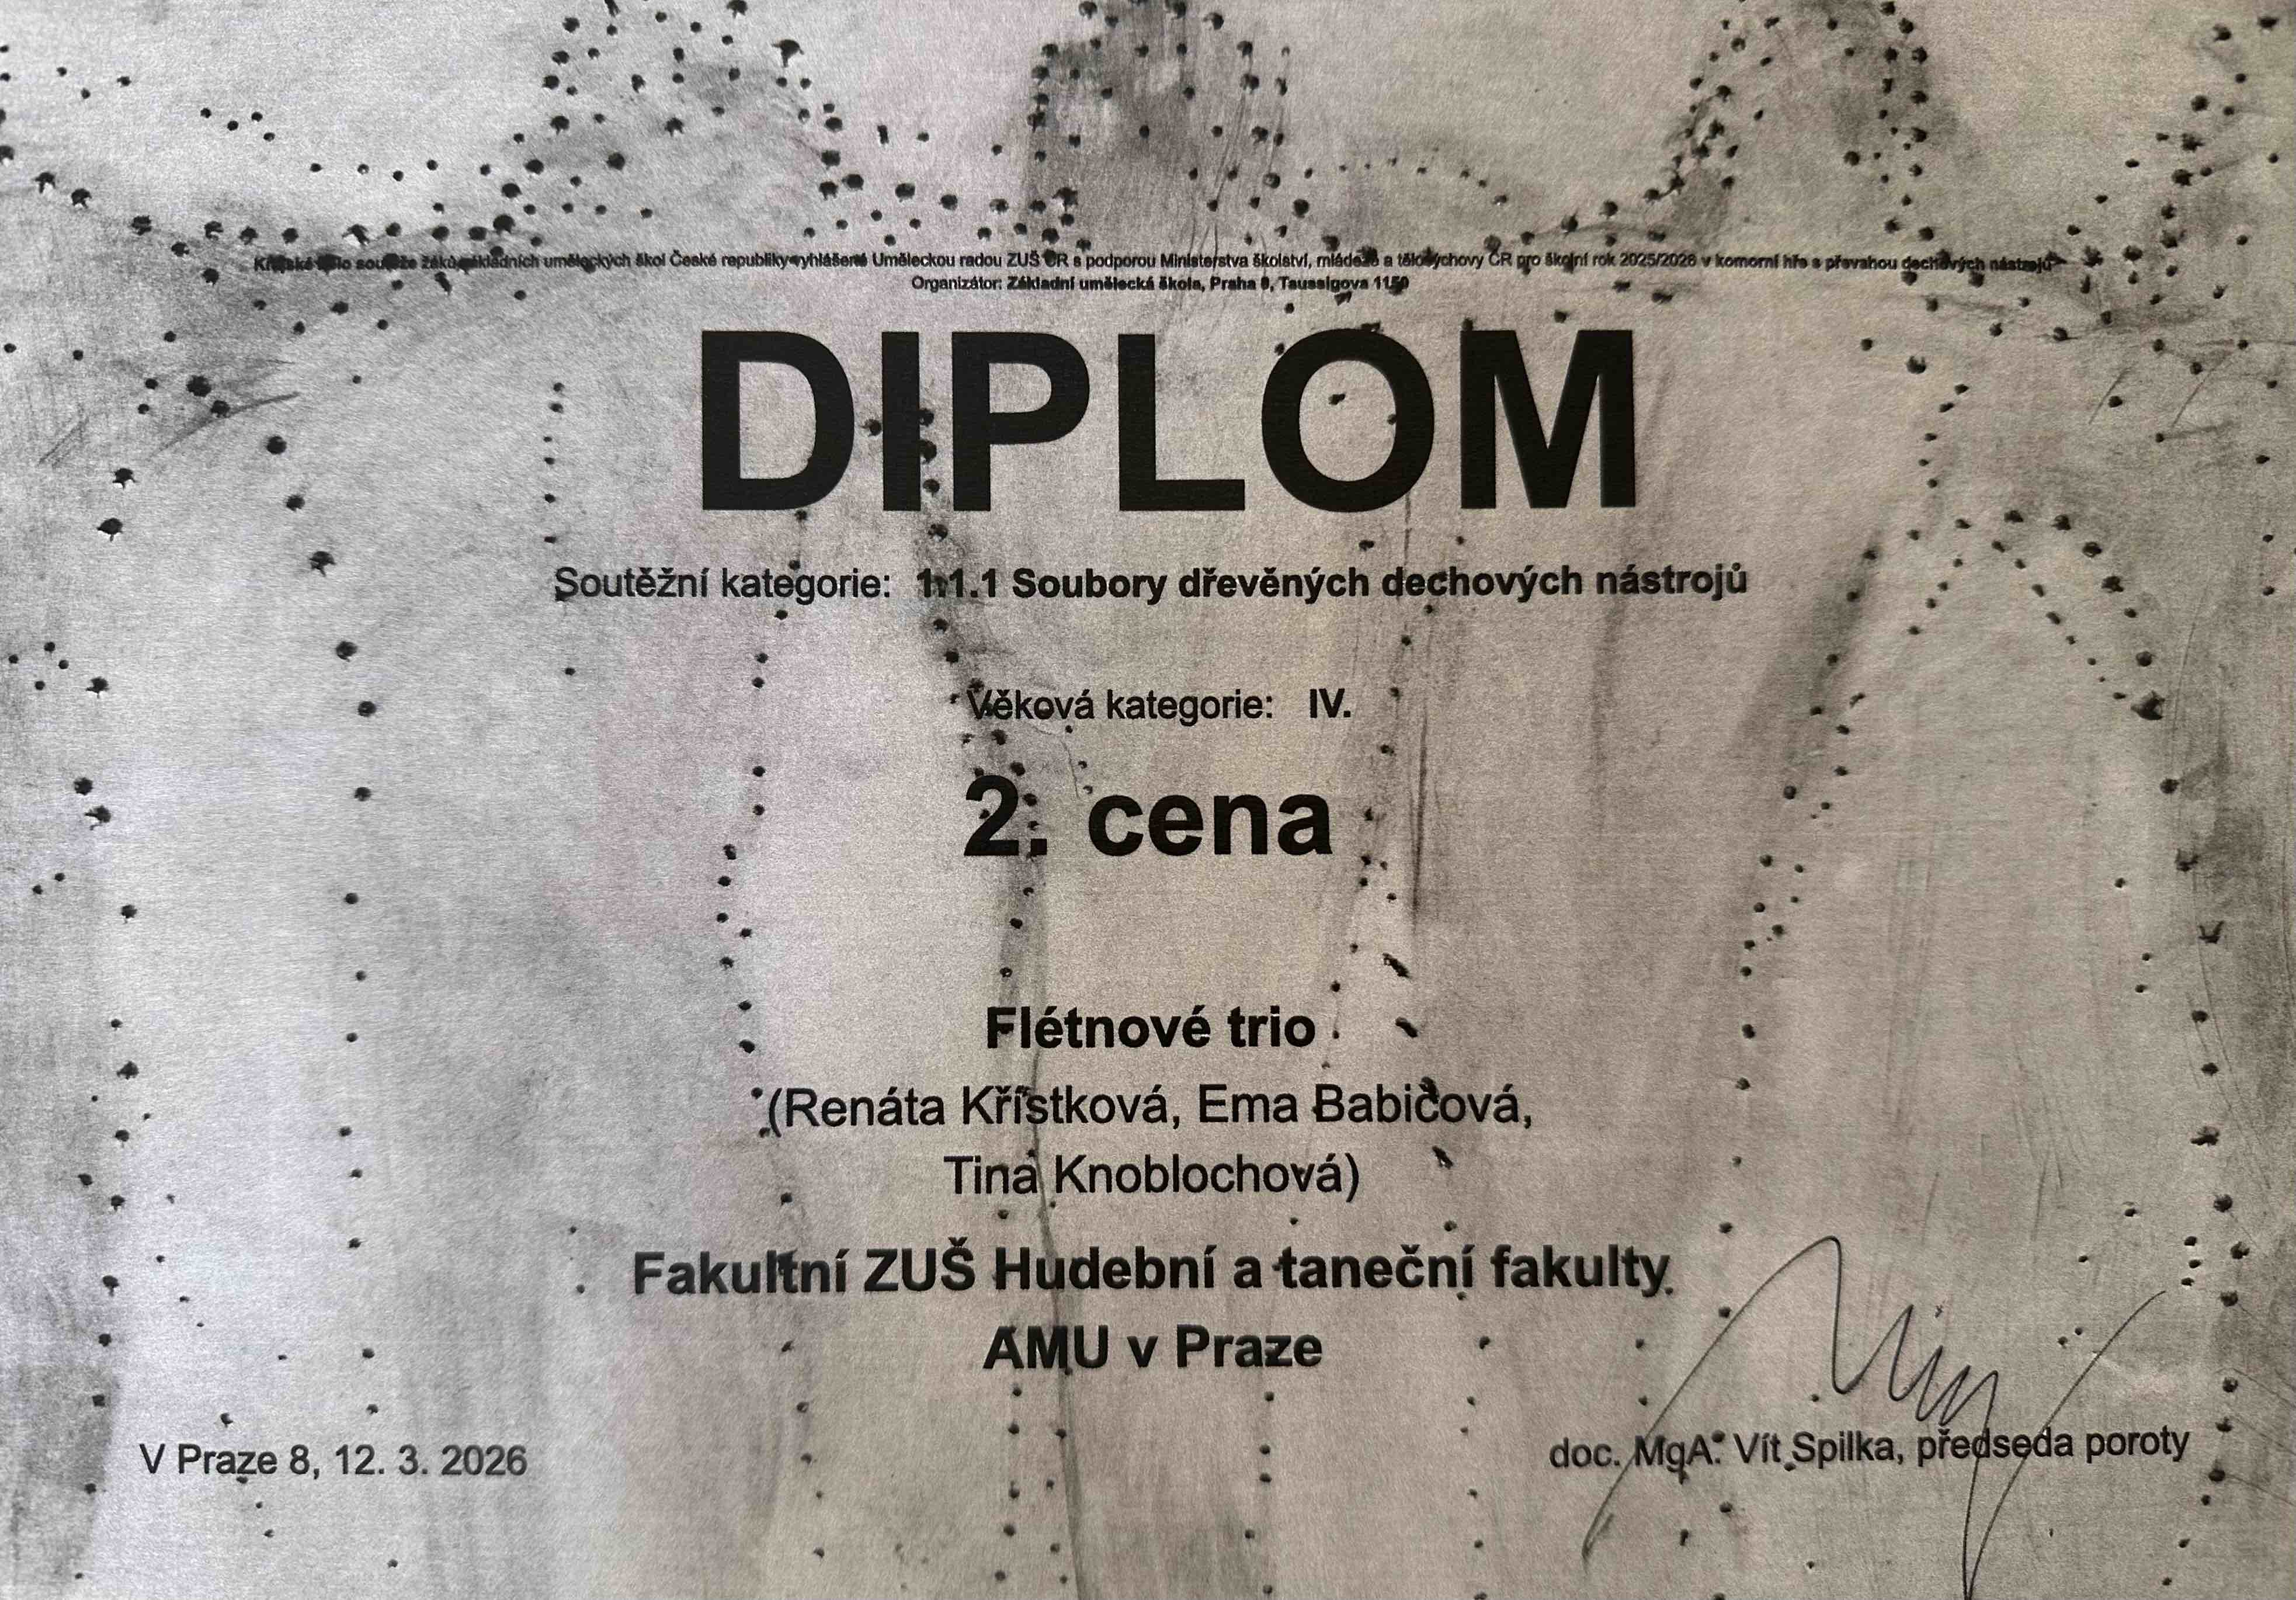 Krajské kolo soutěže žáků základních uměleckých škol České republiky vyhlášené Uměleckou radou ZUŠ ČR s podporou Ministerstva školství, mládeže a tělovýchovy ČR pro školní rok 2025/2026 v komorní hře s převahou dechových nástrojů
Organizátor: Základní umělecká škola, Praha 8, Taussigova 1150
DIPLOM
Soutěžní kategorie: 1.1.1 Soubory dřevěných dechových nástrojů
Věková kategorie: IV.
2. cena
Flétnové trio
(Renáta Křístková, Ema Babičová,
Tina Knoblochová)
Fakultní ZUŠ Hudební a taneční fakulty
AMU v Praze
V Praze 8, 12. 3. 2026
doc. MgA. Vít Spilka, předseda poroty